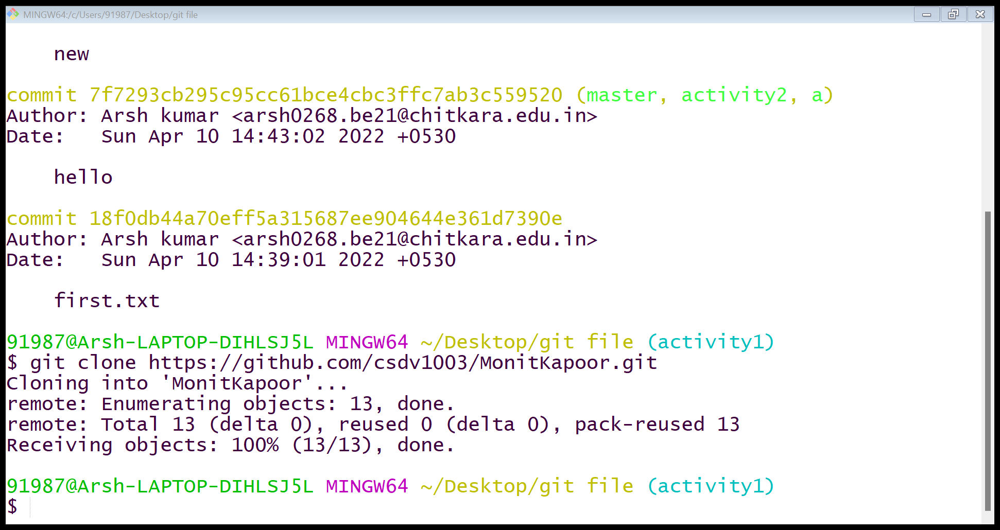 MINGW64:/c/Users/91987/Desktop/git file
new
commit 7f7293cb295c95cc61bce4cbc3ffc7ab3c559520 (master, activity2, a)
Author: Arsh kumar <arsh0268.be21@chitkara.edu.in>
Date:   Sun Apr 10 14:43:02 2022 +0530
hello
commit 18f0db44a70eff5a315687ee904644e361d7390e
Author: Arsh kumar <arsh0268.be21@chitkara.edu.in>
Date:   Sun Apr 10 14:39:01 2022 +0530
first.txt
91987@Arsh-LAPTOP-DIHLSJ5L MINGW64 ~/Desktop/git file (activity1)
$ git clone https://github.com/csdv1003/MonitKapoor.git
Cloning into 'MonitKapoor'...
remote: Enumerating objects: 13, done.
remote: Total 13 (delta 0), reused 0 (delta 0), pack-reused 13
Receiving objects: 100% (13/13), done.
91987@Arsh-LAPTOP-DIHLSJ5L MINGW64 ~/Desktop/git file (activity1)
$